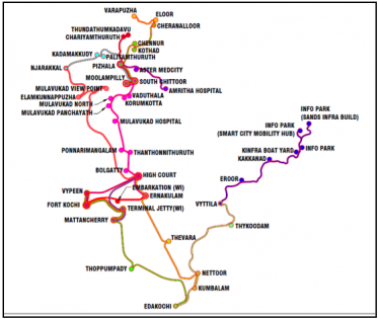 VARAPUZHA
ELOOR
CHERANALLOOR
THUNDATHUMKADAVU
CHARIYAMTHURUTH
CHENNUR
KOTHAD
KADAMAKKUDY
PALIYAMTHURUTH
PIZHALA
NJARAKKAL
ASTER MEDCITY
MOOLAMPILLY
SOUTH CHITTOOR
AMRITHA HOSPITAL
MULAVUKAD VIEW POINT
ELAMKUNNAPPUZHA
VADUTHALA
MULAVUKAD NORTH
KORUMKOTTA
MULAVUKAD PANCHAYATH
MULAVUKAD HOSPITAL
INFO PARK
(SANDS INFRA BUILD)
INFO PARK
(SMART CITY MOBILITY HUB)
KINFRA BOAT YARD
INFO PARK
KAKKANAD
PONNARIMANGALAM
THANTHONNITHURUTH
BOLGATTY
HIGH COURT
EROOR
VYPEEN
EMBARKATION (WI)
ERNAKULAM
FORT KOCHI
TERMINAL JETTY(WI)
VYTTILA
MATTANCHERRY
THYKOODAM
THEVARA
THOPPUMPADY
NETTOOR
KUMBALAM
EDAKOCHI